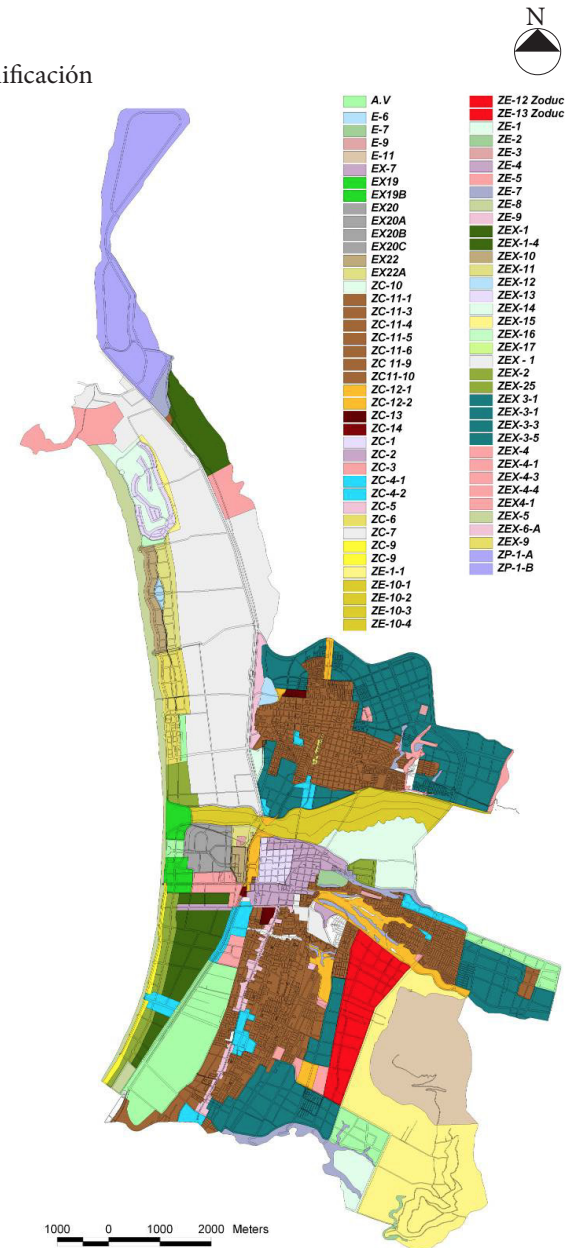 N
nificación
A.V
E-6
E-7
E-9
E-11
EX-7
EX19
EX19B
EX20
EX20A
EX20B
EX20C
EX22
EX22A
ZC-10
ZC-11-1
ZC-11-3
ZC-11-4
ZC-11-5
ZC-11-6
ZC 11-9
ZC11-10
ZC-12-1
ZC-12-2
ZC-13
ZC-14
ZC-1
ZC-2
ZC-3
ZC-4-1
ZC-4-2
ZC-5
ZC-6
ZC-7
ZC-9
ZC-9
ZE-1-1
ZE-10-1
ZE-10-2
ZE-10-3
ZE-10-4
ZE-12 Zoduc
ZE-13 Zoduc
ZE-1
ZE-2
ZE-3
ZE-4
ZE-5
ZE-7
ZE-8
ZE-9
ZEX-1
ZEX-1-4
ZEX-10
ZEX-11
ZEX-12
ZEX-13
ZEX-14
ZEX-15
ZEX-16
ZEX-17
ZEX - 1
ZEX-2
ZEX-25
ZEX 3-1
ZEX-3-1
ZEX-3-3
ZEX-3-5
ZEX-4
ZEX-4-1
ZEX-4-3
ZEX-4-4
ZEX4-1
ZEX-5
ZEX-6-A
ZEX-9
ZP-1-A
ZP-1-B
1000 0 1000 2000 Meters